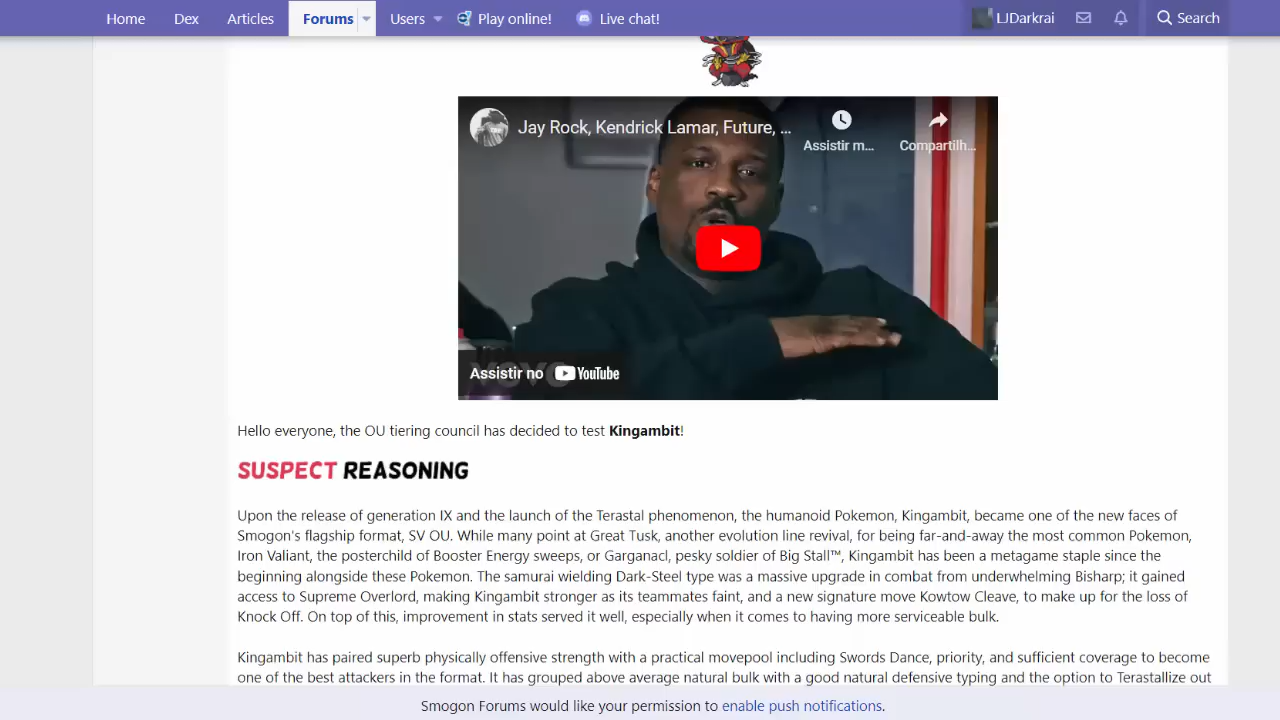 Home Dex Articles Forums Users Play online! Live chat! LJDarkrai Search
Jay Rock, Kendrick Lamar, Future, ...
Assistir m... Compartilh...
vevo
Assistir no YouTube
Hello everyone, the OU tiering council has decided to test Kingambit!
SUSPECT REASONING
Upon the release of generation IX and the launch of the Terastal phenomenon, the humanoid Pokemon, Kingambit, became one of the new faces of
Smogon's flagship format, SV OU. While many point at Great Tusk, another evolution line revival, for being far-and-away the most common Pokemon,
Iron Valiant, the posterchild of Booster Energy sweeps, or Garganacl, pesky soldier of Big Stall™, Kingambit has been a metagame staple since the
beginning alongside these Pokemon. The samurai wielding Dark-Steel type was a massive upgrade in combat from underwhelming Bisharp; it gained
access to Supreme Overlord, making Kingambit stronger as its teammates faint, and a new signature move Kowtow Cleave, to make up for the loss of
Knock Off. On top of this, improvement in stats served it well, especially when it comes to having more serviceable bulk.
Kingambit has paired superb physically offensive strength with a practical movepool including Swords Dance, priority, and sufficient coverage to become
one of the best attackers in the format. It has grouped above average natural bulk with a good natural defensive typing and the option to Terastallize out
Smogon Forums would like your permission to enable push notifications.